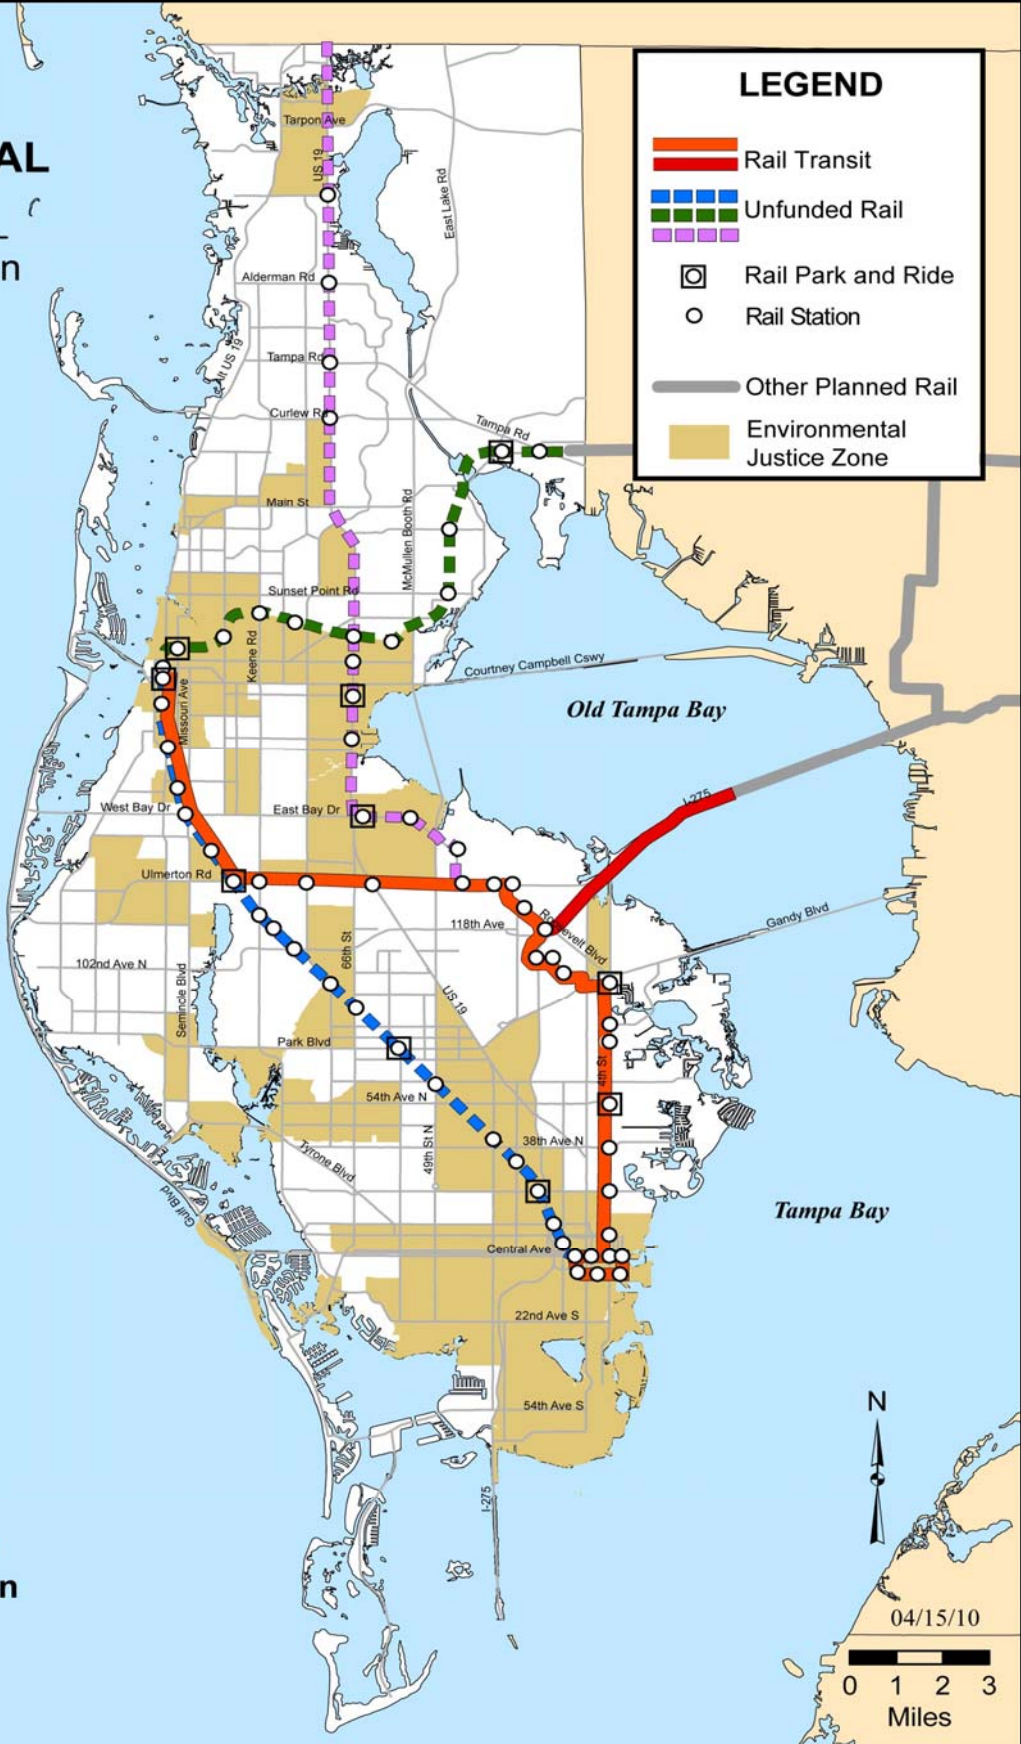 AL
n
LEGEND
Rail Transit
Unfunded Rail
Rail Park and Ride
Rail Station
Other Planned Rail
Environmental
Justice Zone
Tarpon Ave
US 19
East Lake Rd
Alderman Rd
Alt US 19
Tampa Rd
Curlew Rd
Tampa Rd
Main St
McMullen Booth Rd
Sunset Point Rd
Keene Rd
Courtney Campbell Cswy
Missouri Ave
Old Tampa Bay
I-275
West Bay Dr
East Bay Dr
Ulmerton Rd
118th Ave
Roosevelt Blvd
Gandy Blvd
66th St
102nd Ave N
Seminole Blvd
US 19
Park Blvd
4th St
54th Ave N
38th Ave N
49th St N
Tyrone Blvd
Gulf Blvd
Tampa Bay
Central Ave
22nd Ave S
54th Ave S
N
I-275
n
04/15/10
0 1 2 3
Miles